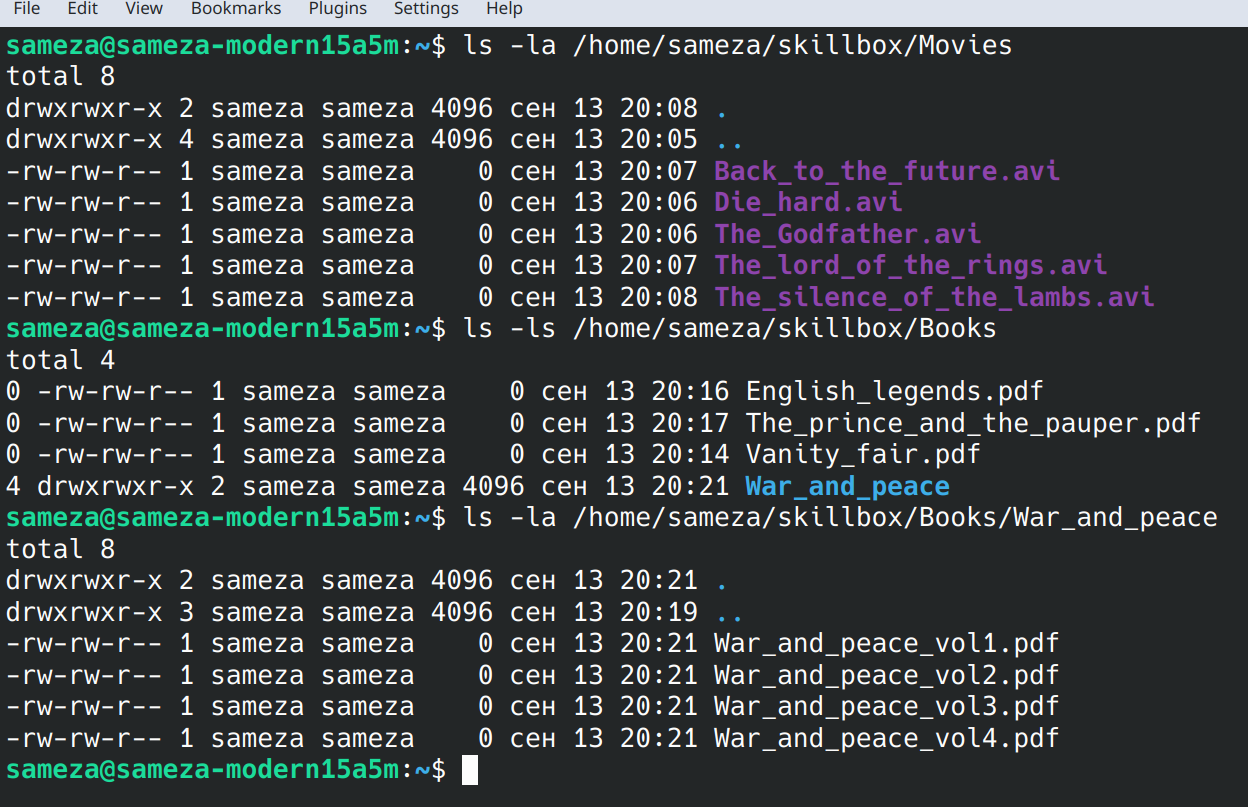 File Edit View Bookmarks Plugins Settings Help
sameza@sameza-modern15a5m:~$ ls -la /home/sameza/skillbox/Movies
total 8
drwxrwxr-x 2 sameza sameza 4096 сен 13 20:08 .
drwxrwxr-x 4 sameza sameza 4096 сен 13 20:05 ..
-rw-rw-r-- 1 sameza sameza    0 сен 13 20:07 Back_to_the_future.avi
-rw-rw-r-- 1 sameza sameza    0 сен 13 20:06 Die_hard.avi
-rw-rw-r-- 1 sameza sameza    0 сен 13 20:06 The_Godfather.avi
-rw-rw-r-- 1 sameza sameza    0 сен 13 20:07 The_lord_of_the_rings.avi
-rw-rw-r-- 1 sameza sameza    0 сен 13 20:08 The_silence_of_the_lambs.avi
sameza@sameza-modern15a5m:~$ ls -ls /home/sameza/skillbox/Books
total 4
0 -rw-rw-r-- 1 sameza sameza    0 сен 13 20:16 English_legends.pdf
0 -rw-rw-r-- 1 sameza sameza    0 сен 13 20:17 The_prince_and_the_pauper.pdf
0 -rw-rw-r-- 1 sameza sameza    0 сен 13 20:14 Vanity_fair.pdf
4 drwxrwxr-x 2 sameza sameza 4096 сен 13 20:21 War_and_peace
sameza@sameza-modern15a5m:~$ ls -la /home/sameza/skillbox/Books/War_and_peace
total 8
drwxrwxr-x 2 sameza sameza 4096 сен 13 20:21 .
drwxrwxr-x 3 sameza sameza 4096 сен 13 20:19 ..
-rw-rw-r-- 1 sameza sameza    0 сен 13 20:21 War_and_peace_vol1.pdf
-rw-rw-r-- 1 sameza sameza    0 сен 13 20:21 War_and_peace_vol2.pdf
-rw-rw-r-- 1 sameza sameza    0 сен 13 20:21 War_and_peace_vol3.pdf
-rw-rw-r-- 1 sameza sameza    0 сен 13 20:21 War_and_peace_vol4.pdf
sameza@sameza-modern15a5m:~$